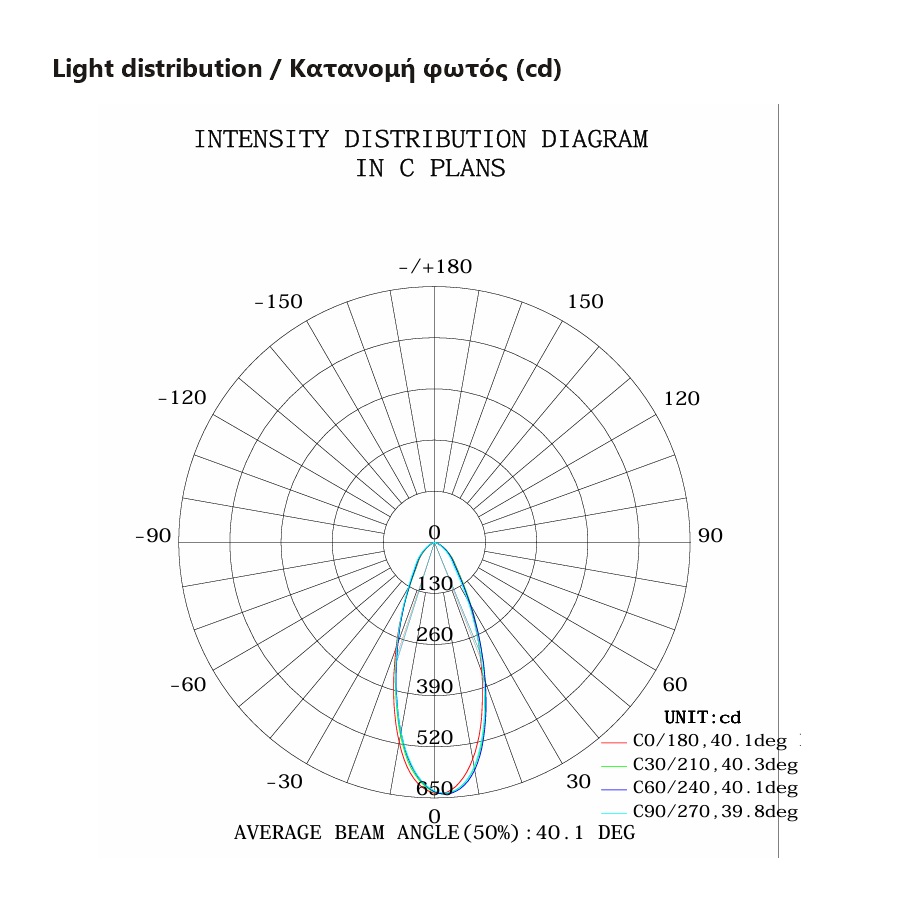 Light distribution / Κατανομή φωτός (cd)
INTENSITY DISTRIBUTION DIAGRAM
IN C PLANS
-/+180
-150
150
-120
120
0
-90
90
130
260
-60
60
390
UNIT:cd
520
C0/180,40.1deg
C30/210,40.3deg
-30
30
650
C60/240,40.1deg
C90/270,39.8deg
0
AVERAGE BEAM ANGLE(50%):40.1 DEG